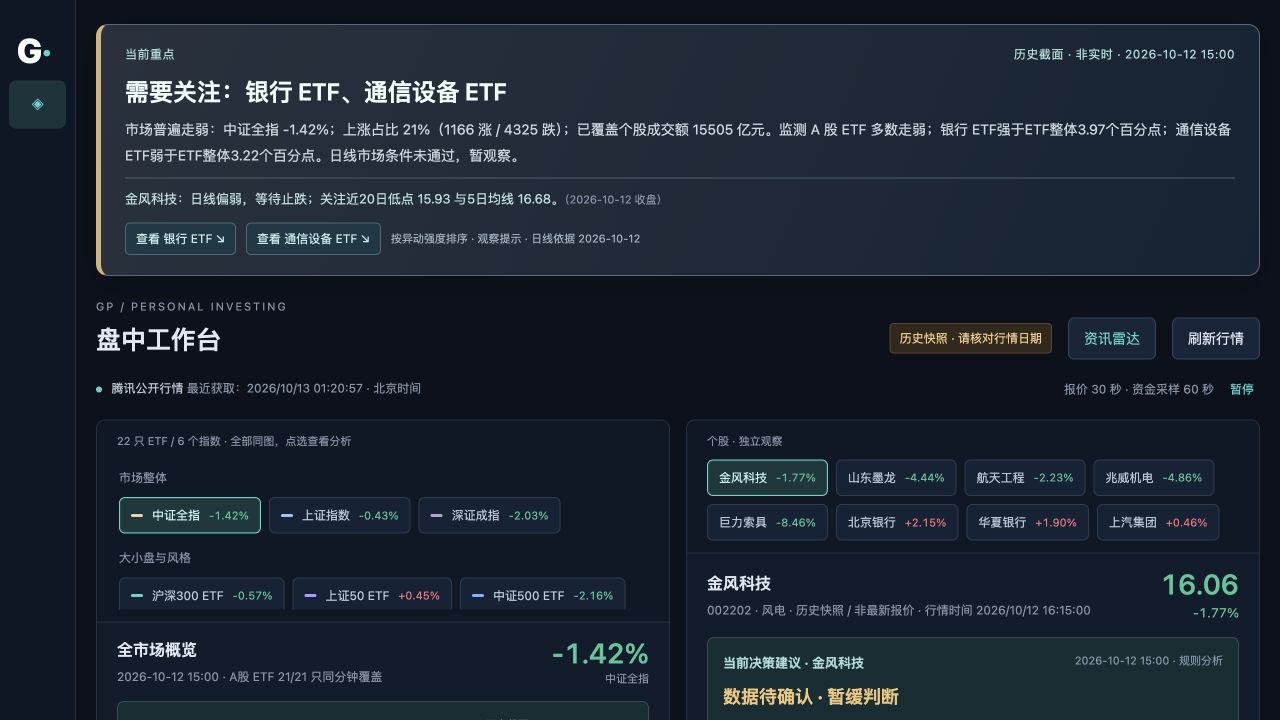 G
当前重点
历史截面 · 非实时 · 2026-10-12 15:00
需要关注：银行 ETF、通信设备 ETF
市场普遍走弱：中证全指 -1.42%；上涨占比 21%（1166 涨 / 4325 跌）；已覆盖个股成交额 15505 亿元。监测 A 股 ETF 多数走弱；银行 ETF强于ETF整体3.97个百分点；通信设备
ETF弱于ETF整体3.22个百分点。日线市场条件未通过，暂观察。
金风科技：日线偏弱，等待止跌；关注近20日低点 15.93 与5日均线 16.68。(2026-10-12 收盘)
查看 银行 ETF ↘ 查看 通信设备 ETF ↘ 按异动强度排序 · 观察提示 · 日线依据 2026-10-12
GP / PERSONAL INVESTING
盘中工作台
历史快照 · 请核对行情日期 资讯雷达 刷新行情
腾讯公开行情 最近获取：2026/10/13 01:20:57 · 北京时间
报价 30 秒 · 资金采样 60 秒 暂停
22 只 ETF / 6 个指数 · 全部同图，点选查看分析
市场整体
中证全指 -1.42% 上证指数 -0.43% 深证成指 -2.03%
大小盘与风格
沪深300 ETF -0.57% 上证50 ETF +0.45% 中证500 ETF -2.16%
全市场概览
-1.42%
2026-10-12 15:00 · A股 ETF 21/21 只同分钟覆盖
中证全指
个股 · 独立观察
金风科技 -1.77% 山东墨龙 -4.44% 航天工程 -2.23% 兆威机电 -4.86%
巨力索具 -8.46% 北京银行 +2.15% 华夏银行 +1.90% 上汽集团 +0.46%
金风科技
16.06
002202 · 风电 · 历史快照 / 非最新报价 · 行情时间 2026/10/12 16:15:00
-1.77%
当前决策建议 · 金风科技
2026-10-12 15:00 · 规则分析
数据待确认 · 暂缓判断